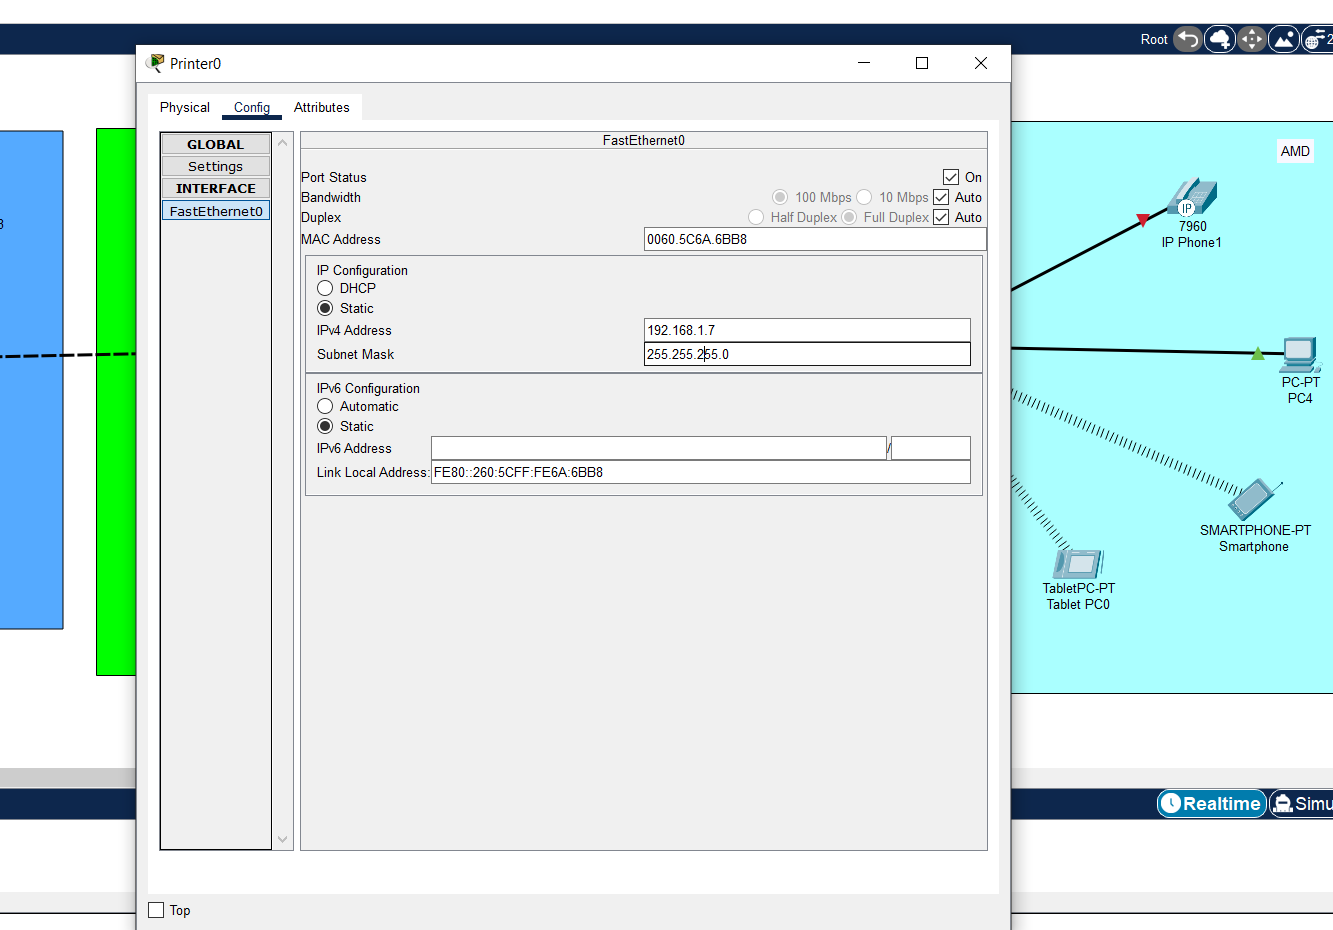 Root
2
Printer0
Physical Config Attributes
GLOBAL
Settings
INTERFACE
FastEthernet0
FastEthernet0
Port Status On
Bandwidth 100 Mbps 10 Mbps Auto
Duplex Half Duplex Full Duplex Auto
MAC Address 0060.5C6A.6BB8
IP Configuration
DHCP
Static
IPv4 Address 192.168.1.7
Subnet Mask 255.255.255.0
IPv6 Configuration
Automatic
Static
IPv6 Address /
Link Local Address: FE80::260:5CFF:FE6A:6BB8
Top
AMD
IP
7960
IP Phone1
PC-PT
PC4
SMARTPHONE-PT
Smartphone
TabletPC-PT
Tablet PC0
Realtime Simu